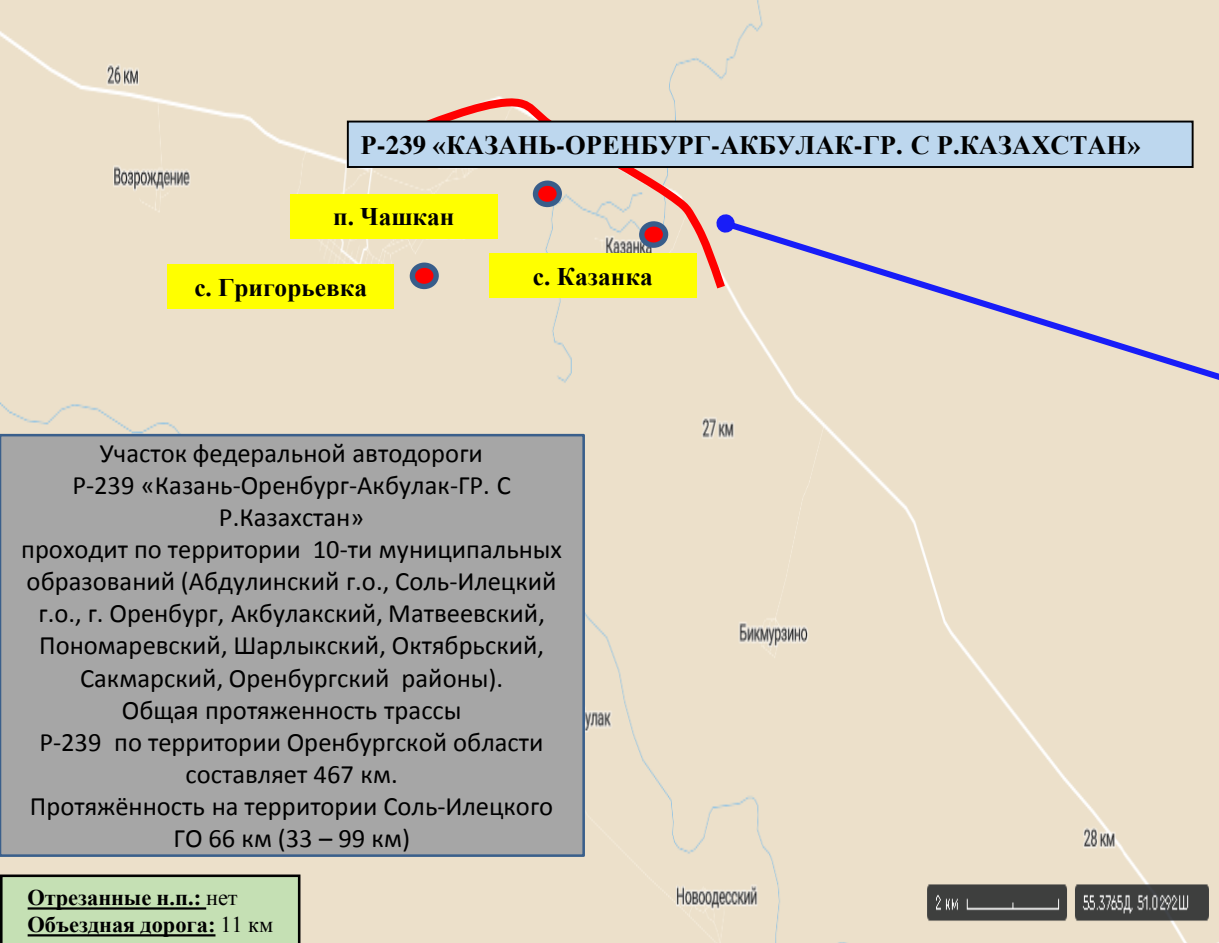 26 км
Р-239 «КАЗАНЬ-ОРЕНБУРГ-АКБУЛАК-ГР. С Р.КАЗАХСТАН»
Возрождение
п. Чашкан
Казанка
с. Григорьевка
с. Казанка
27 км
Участок федеральной автодороги
Р-239 «Казань-Оренбург-Акбулак-ГР. С
Р.Казахстан»
проходит по территории 10-ти муниципальных
образований (Абдулинский г.о., Соль-Илецкий
г.о., г. Оренбург, Акбулакский, Матвеевский,
Пономаревский, Шарлыкский, Октябрьский,
Сакмарский, Оренбургский районы).
Общая протяженность трассы
Р-239 по территории Оренбургской области
составляет 467 км.
Протяжённость на территории Соль-Илецкого
ГО 66 км (33 – 99 км)
Бикмурзино
улак
28 км
Новоодесский
Отрезанные н.п.: нет
Объездная дорога: 11 км
2 км
55.3765Д, 51.0292Ш